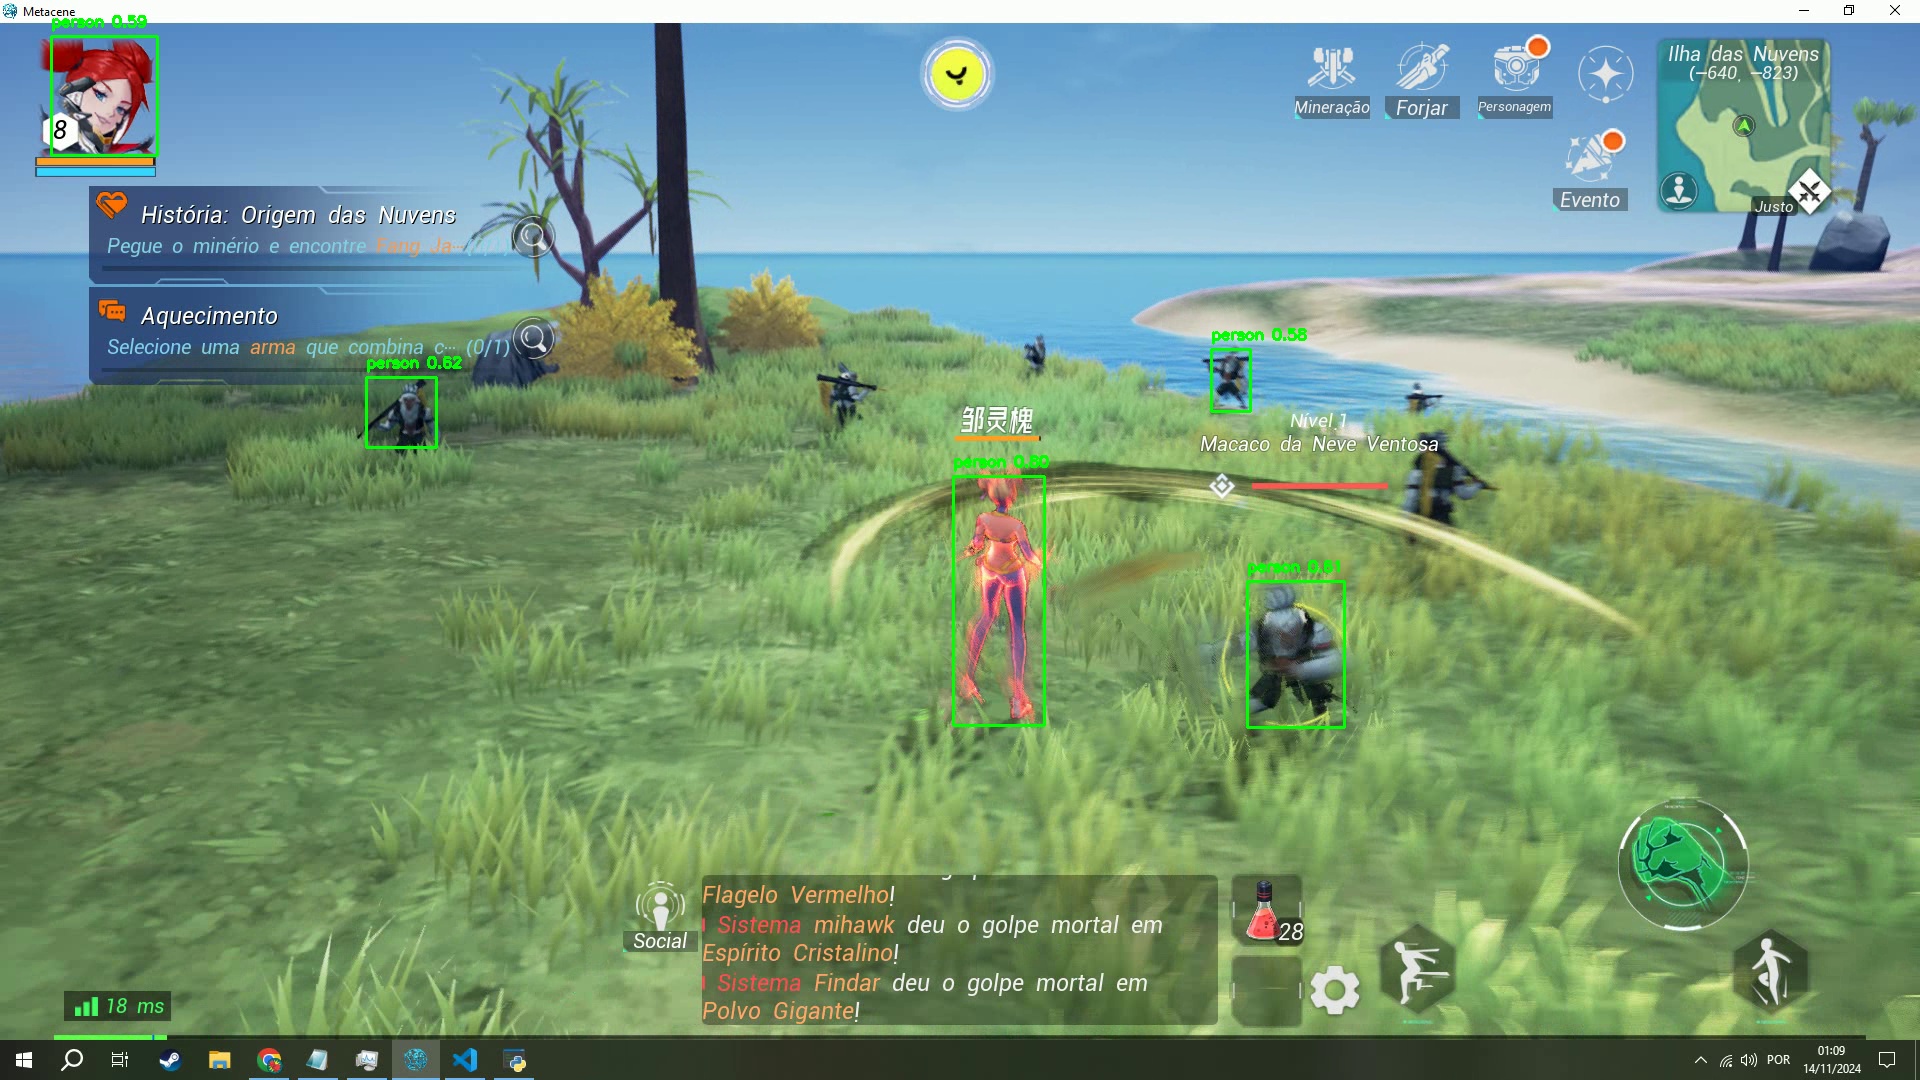 Metacene
person 0.59
8
Ilha das Nuvens
(-640, -823)
Mineração
Forjar
Personagem
Evento
Justo
História: Origem das Nuvens
Pegue o minério e encontre Fang Ja…
Aquecimento
Selecione uma arma que combina c… (0/1)
person 0.62
person 0.58
邹灵槐
person 0.80
Nível 1
Macaco da Neve Ventosa
person 0.81
Flagelo Vermelho!
Sistema mihawk deu o golpe mortal em
Espírito Cristalino!
Sistema Findar deu o golpe mortal em
Polvo Gigante!
Social
28
18 ms
POR
01:09
14/11/2024